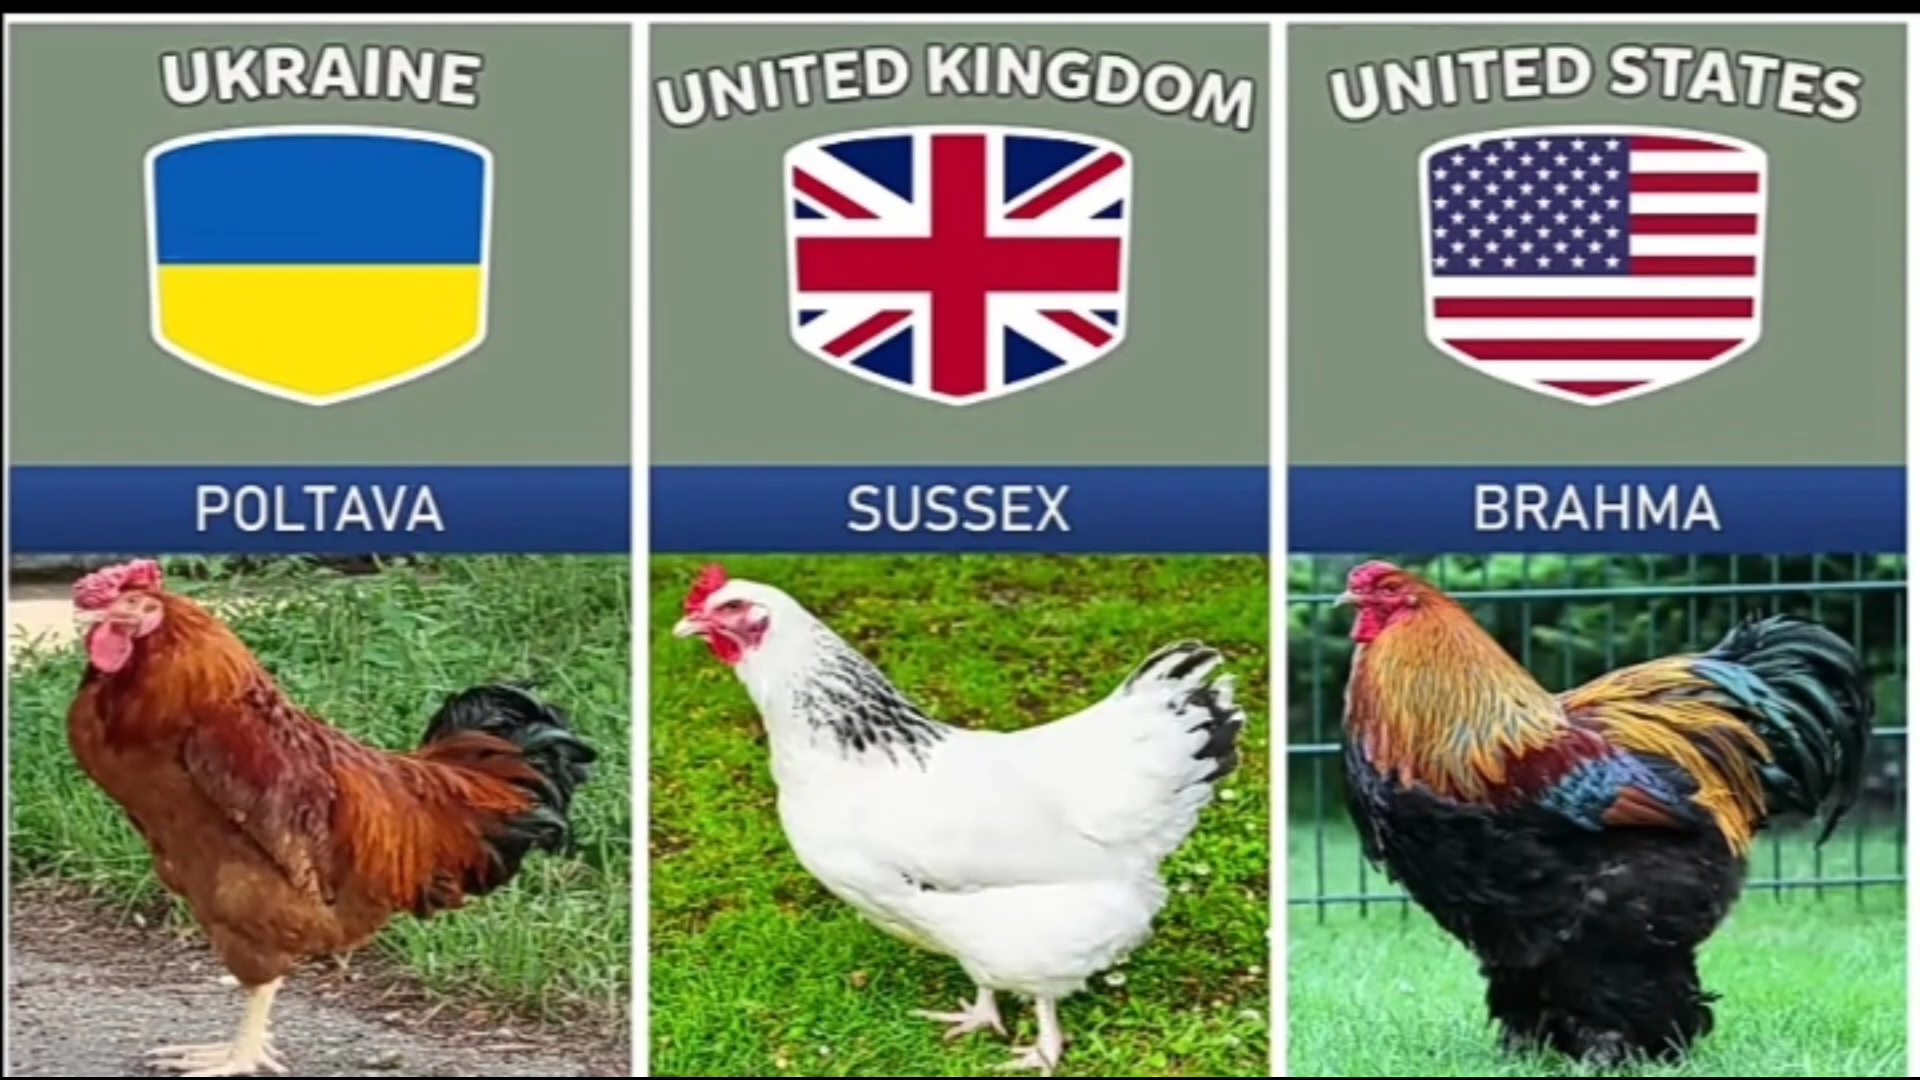 UKRAINE
UNITED KINGDOM
UNITED STATES
POLTAVA
SUSSEX
BRAHMA